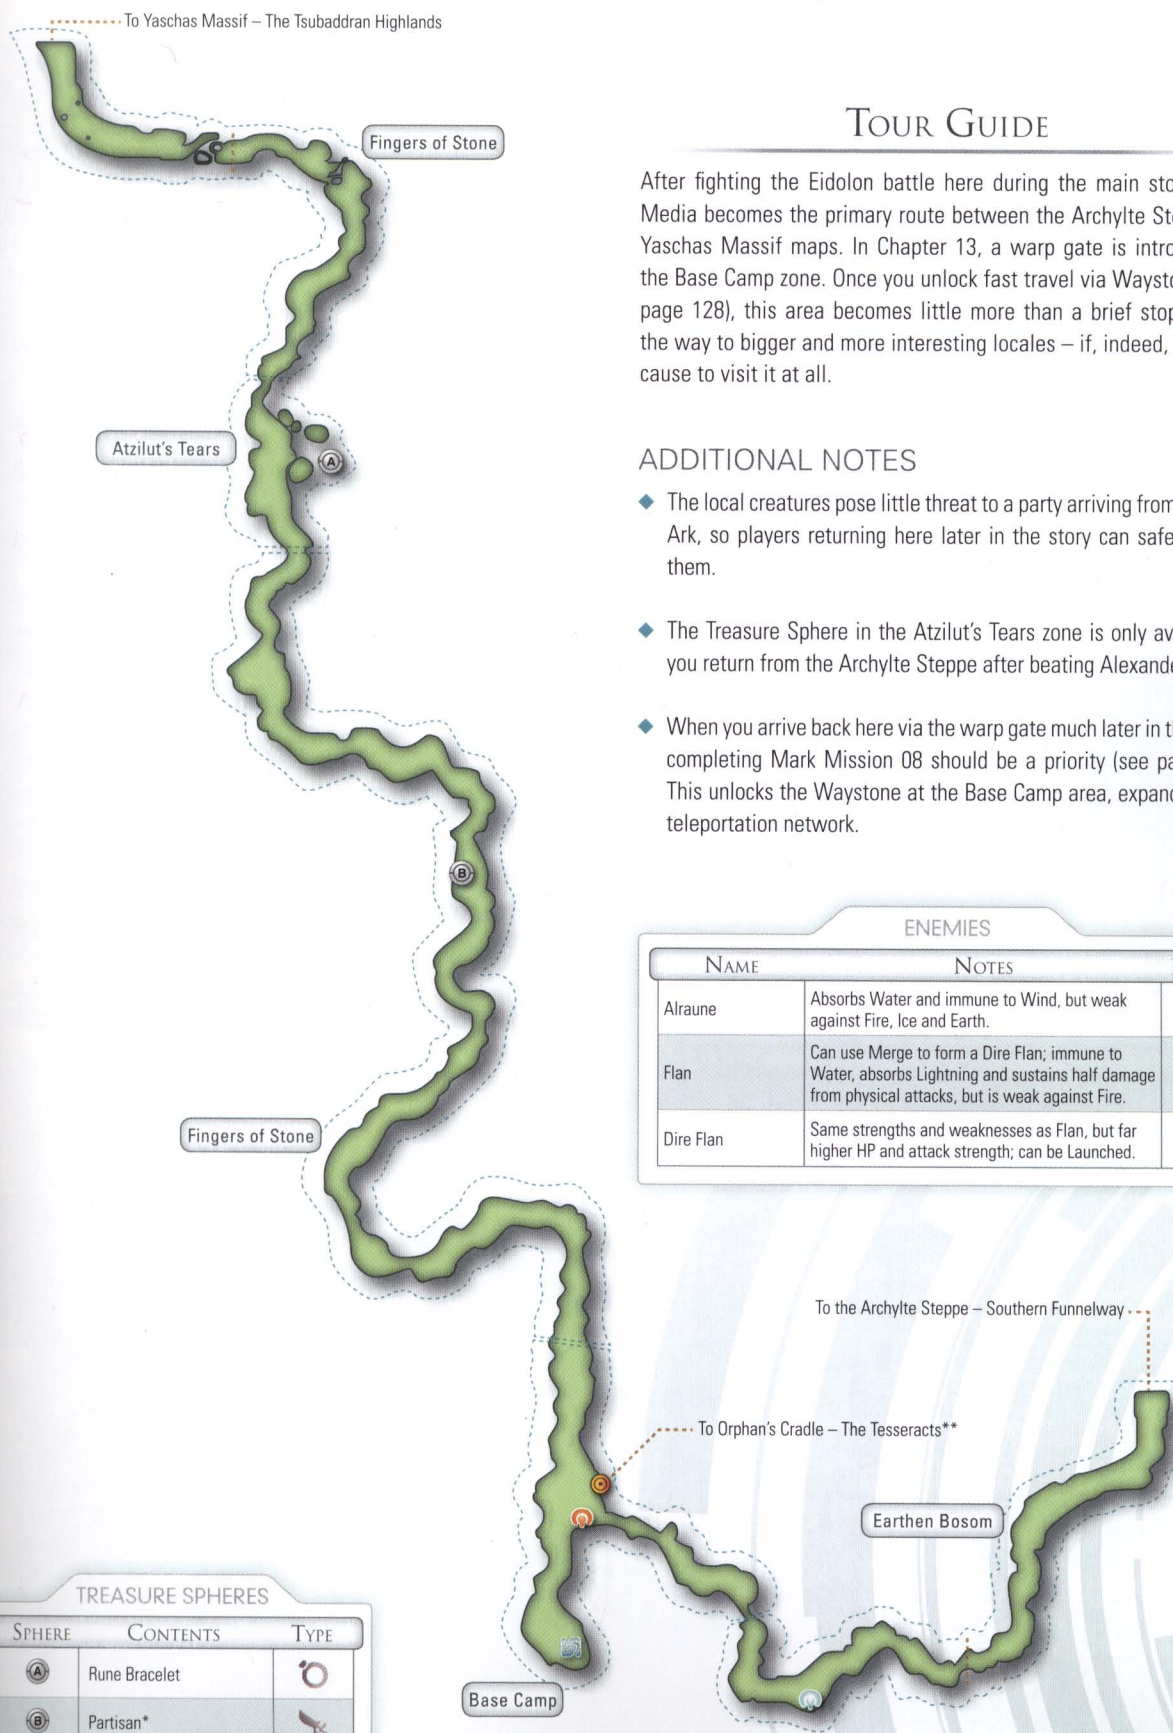 To Yaschas Massif – The Tsubaddran Highlands
Fingers of Stone
Atzilut's Tears
A
B
Fingers of Stone
Base Camp
TOUR GUIDE
After fighting the Eidolon battle here during the main sto
Media becomes the primary route between the Archylte St
Yaschas Massif maps. In Chapter 13, a warp gate is intro
the Base Camp zone. Once you unlock fast travel via Waysto
page 128), this area becomes little more than a brief stop
the way to bigger and more interesting locales – if, indeed,
cause to visit it at all.
ADDITIONAL NOTES
The local creatures pose little threat to a party arriving from
Ark, so players returning here later in the story can safe
them.
The Treasure Sphere in the Atzilut's Tears zone is only av
you return from the Archylte Steppe after beating Alexande
When you arrive back here via the warp gate much later in t
completing Mark Mission 08 should be a priority (see pa
This unlocks the Waystone at the Base Camp area, expand
teleportation network.
ENEMIES
NAME NOTES
Alraune Absorbs Water and immune to Wind, but weak
against Fire, Ice and Earth.
Flan Can use Merge to form a Dire Flan; immune to
Water, absorbs Lightning and sustains half damage
from physical attacks, but is weak against Fire.
Dire Flan Same strengths and weaknesses as Flan, but far
higher HP and attack strength; can be Launched.
To the Archylte Steppe – Southern Funnelway
To Orphan's Cradle – The Tesseracts**
Earthen Bosom
TREASURE SPHERES
SPHERE CONTENTS TYPE
A Rune Bracelet
B Partisan*